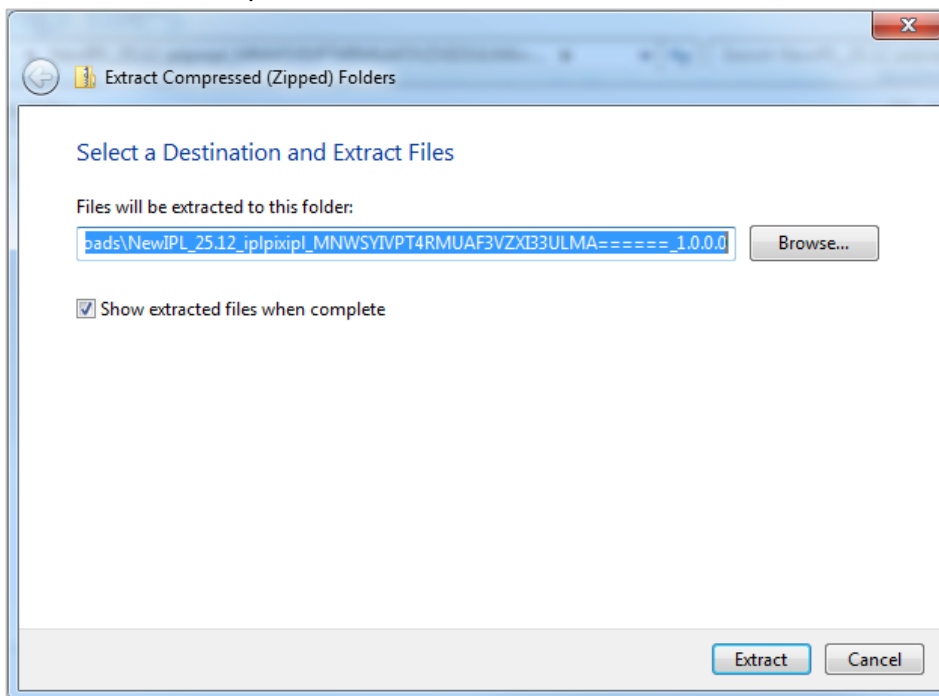 Extract Compressed (Zipped) Folders
Select a Destination and Extract Files
Files will be extracted to this folder:
oads\NewIPL_25.12_iplpixipl_MNWSYIVPT4RMUAF3VZXI33ULMA======_1.0.0.0
Browse...
Show extracted files when complete
Extract
Cancel